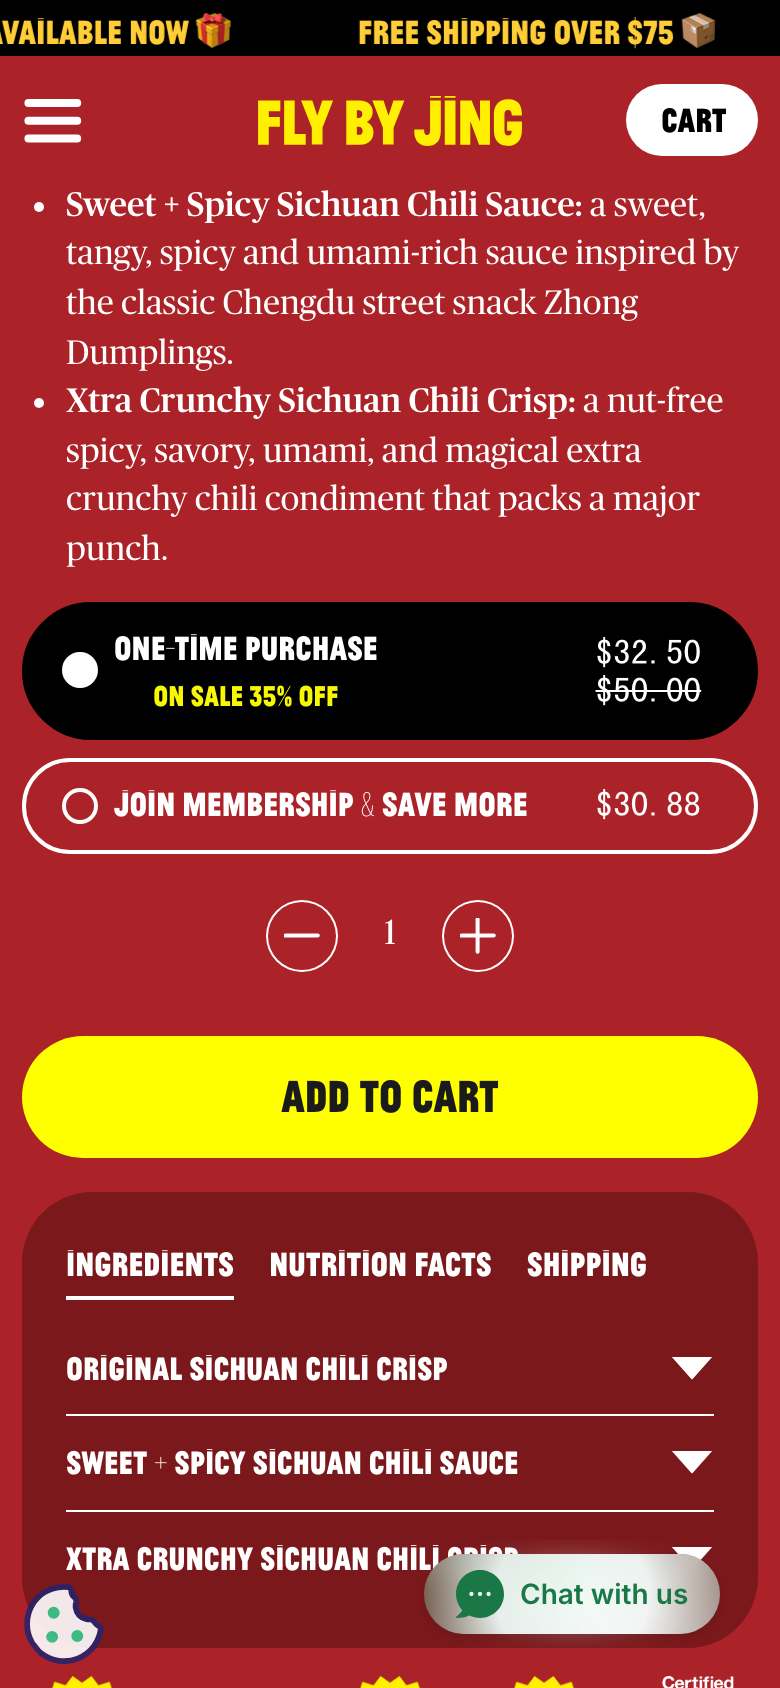 AVAILABLE NOW 🎁 FREE SHIPPING OVER $75 📦
FLY BY JING
CART
• Sweet + Spicy Sichuan Chili Sauce: a sweet,
tangy, spicy and umami-rich sauce inspired by
the classic Chengdu street snack Zhong
Dumplings.
• Xtra Crunchy Sichuan Chili Crisp: a nut-free
spicy, savory, umami, and magical extra
crunchy chili condiment that packs a major
punch.
ONE-TIME PURCHASE $32.50
ON SALE 35% OFF $50.00
JOIN MEMBERSHIP & SAVE MORE $30.88
1
ADD TO CART
INGREDIENTS NUTRITION FACTS SHIPPING
ORIGINAL SICHUAN CHILI CRISP
SWEET + SPICY SICHUAN CHILI SAUCE
XTRA CRUNCHY SICHUAN CHILI CRISP
Chat with us
Certified